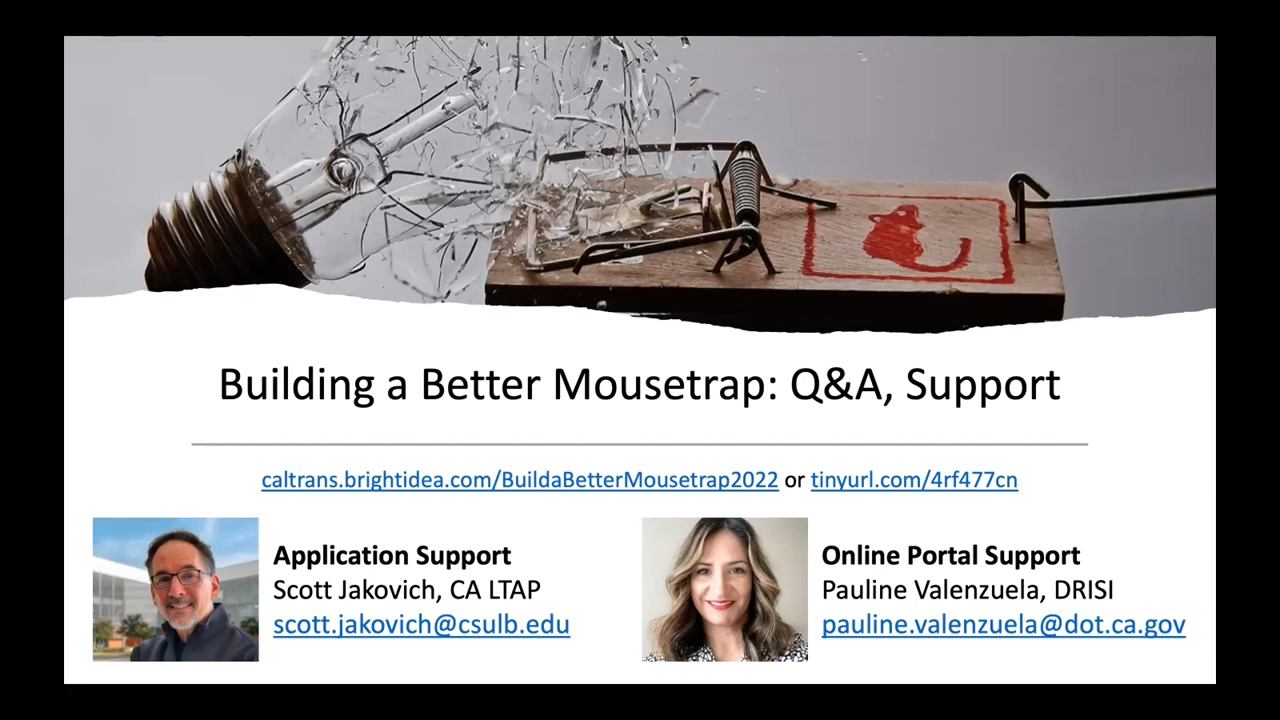 Building a Better Mousetrap: Q&A, Support
caltrans.brightidea.com/BuildaBetterMousetrap2022 or tinyurl.com/4rf477cn
Application Support
Scott Jakovich, CA LTAP
scott.jakovich@csulb.edu
Online Portal Support
Pauline Valenzuela, DRISI
pauline.valenzuela@dot.ca.gov